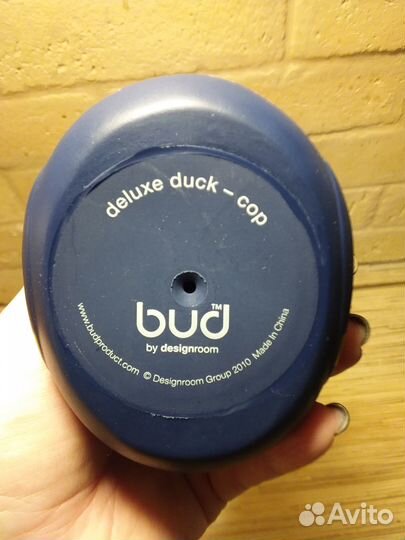 deluxe duck – cop
bud™
by designroom
www.budproduct.com © Designroom Group 2010 Made In China
Avito